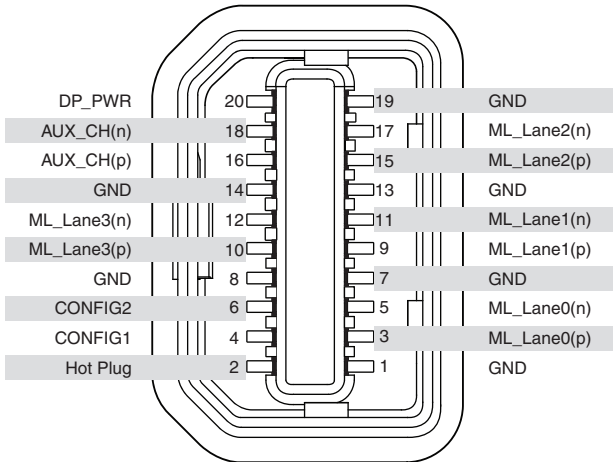 DP_PWR 20 19 GND
AUX_CH(n) 18 17 ML_Lane2(n)
AUX_CH(p) 16 15 ML_Lane2(p)
GND 14 13 GND
ML_Lane3(n) 12 11 ML_Lane1(n)
ML_Lane3(p) 10 9 ML_Lane1(p)
GND 8 7 GND
CONFIG2 6 5 ML_Lane0(n)
CONFIG1 4 3 ML_Lane0(p)
Hot Plug 2 1 GND